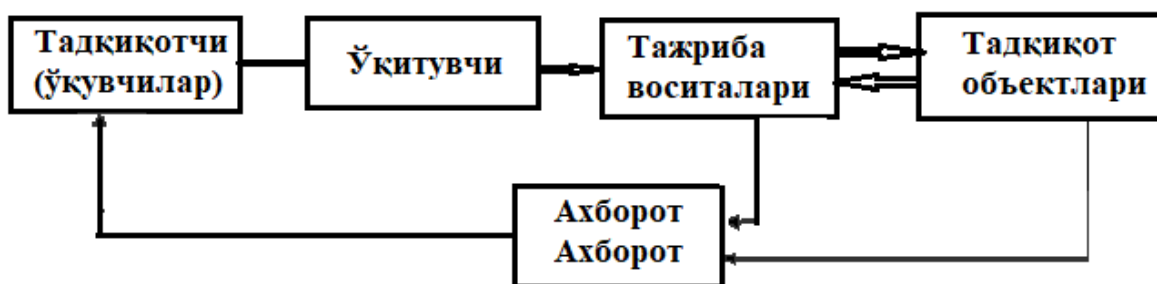 Тадқиқотчи
(ўқувчилар)
Ўқитувчи
Тажриба
воситалари
Тадқиқот
объектлари
Ахборот
Ахборот